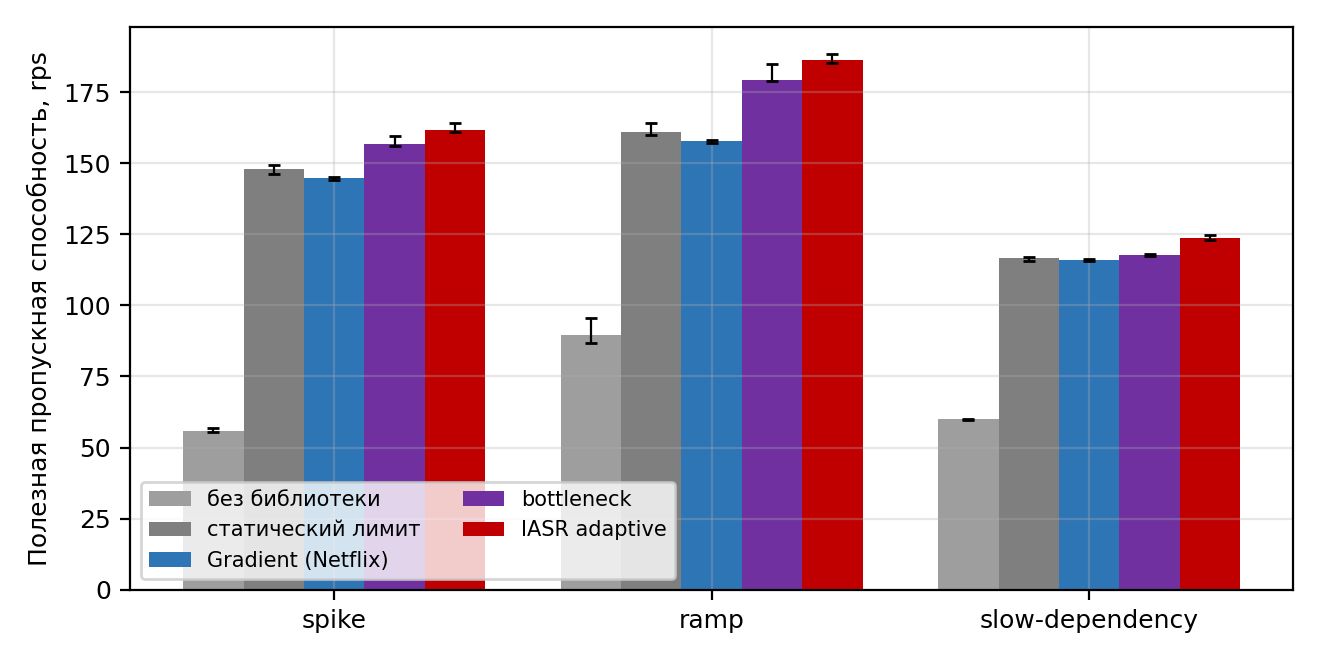 Полезная пропускная способность, rps
175
150
125
100
75
50
25
0
без библиотеки
статический лимит
Gradient (Netflix)
bottleneck
IASR adaptive
spike
ramp
slow-dependency